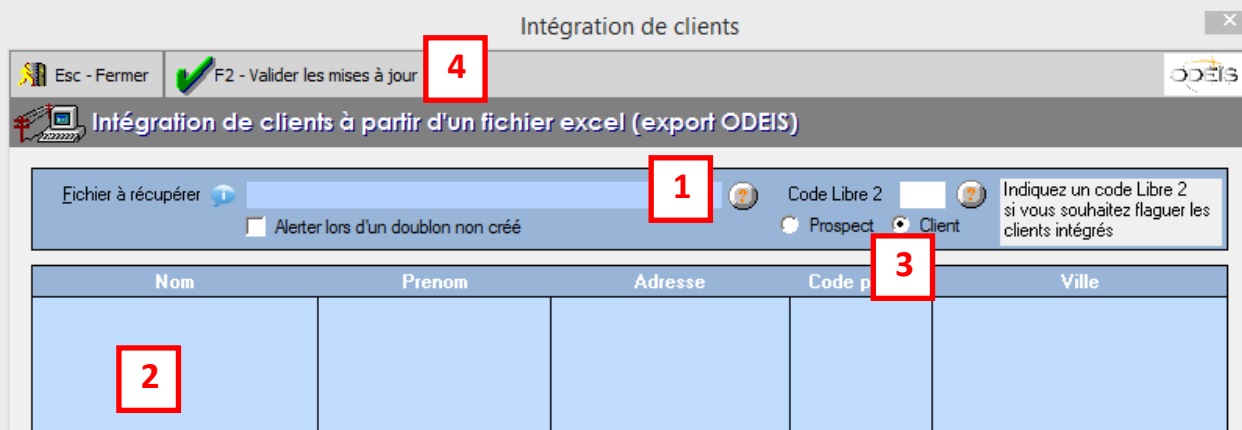 Intégration de clients
Esc - Fermer F2 - Valider les mises à jour 4 ODEÏS
Intégration de clients à partir d'un fichier excel (export ODEIS)
Fichier à récupérer 1 Code Libre 2 Indiquez un code Libre 2
si vous souhaitez flaguer les
Alerter lors d'un doublon non créé Prospect Client clients intégrés
3
Nom Prenom Adresse Code p Ville
2